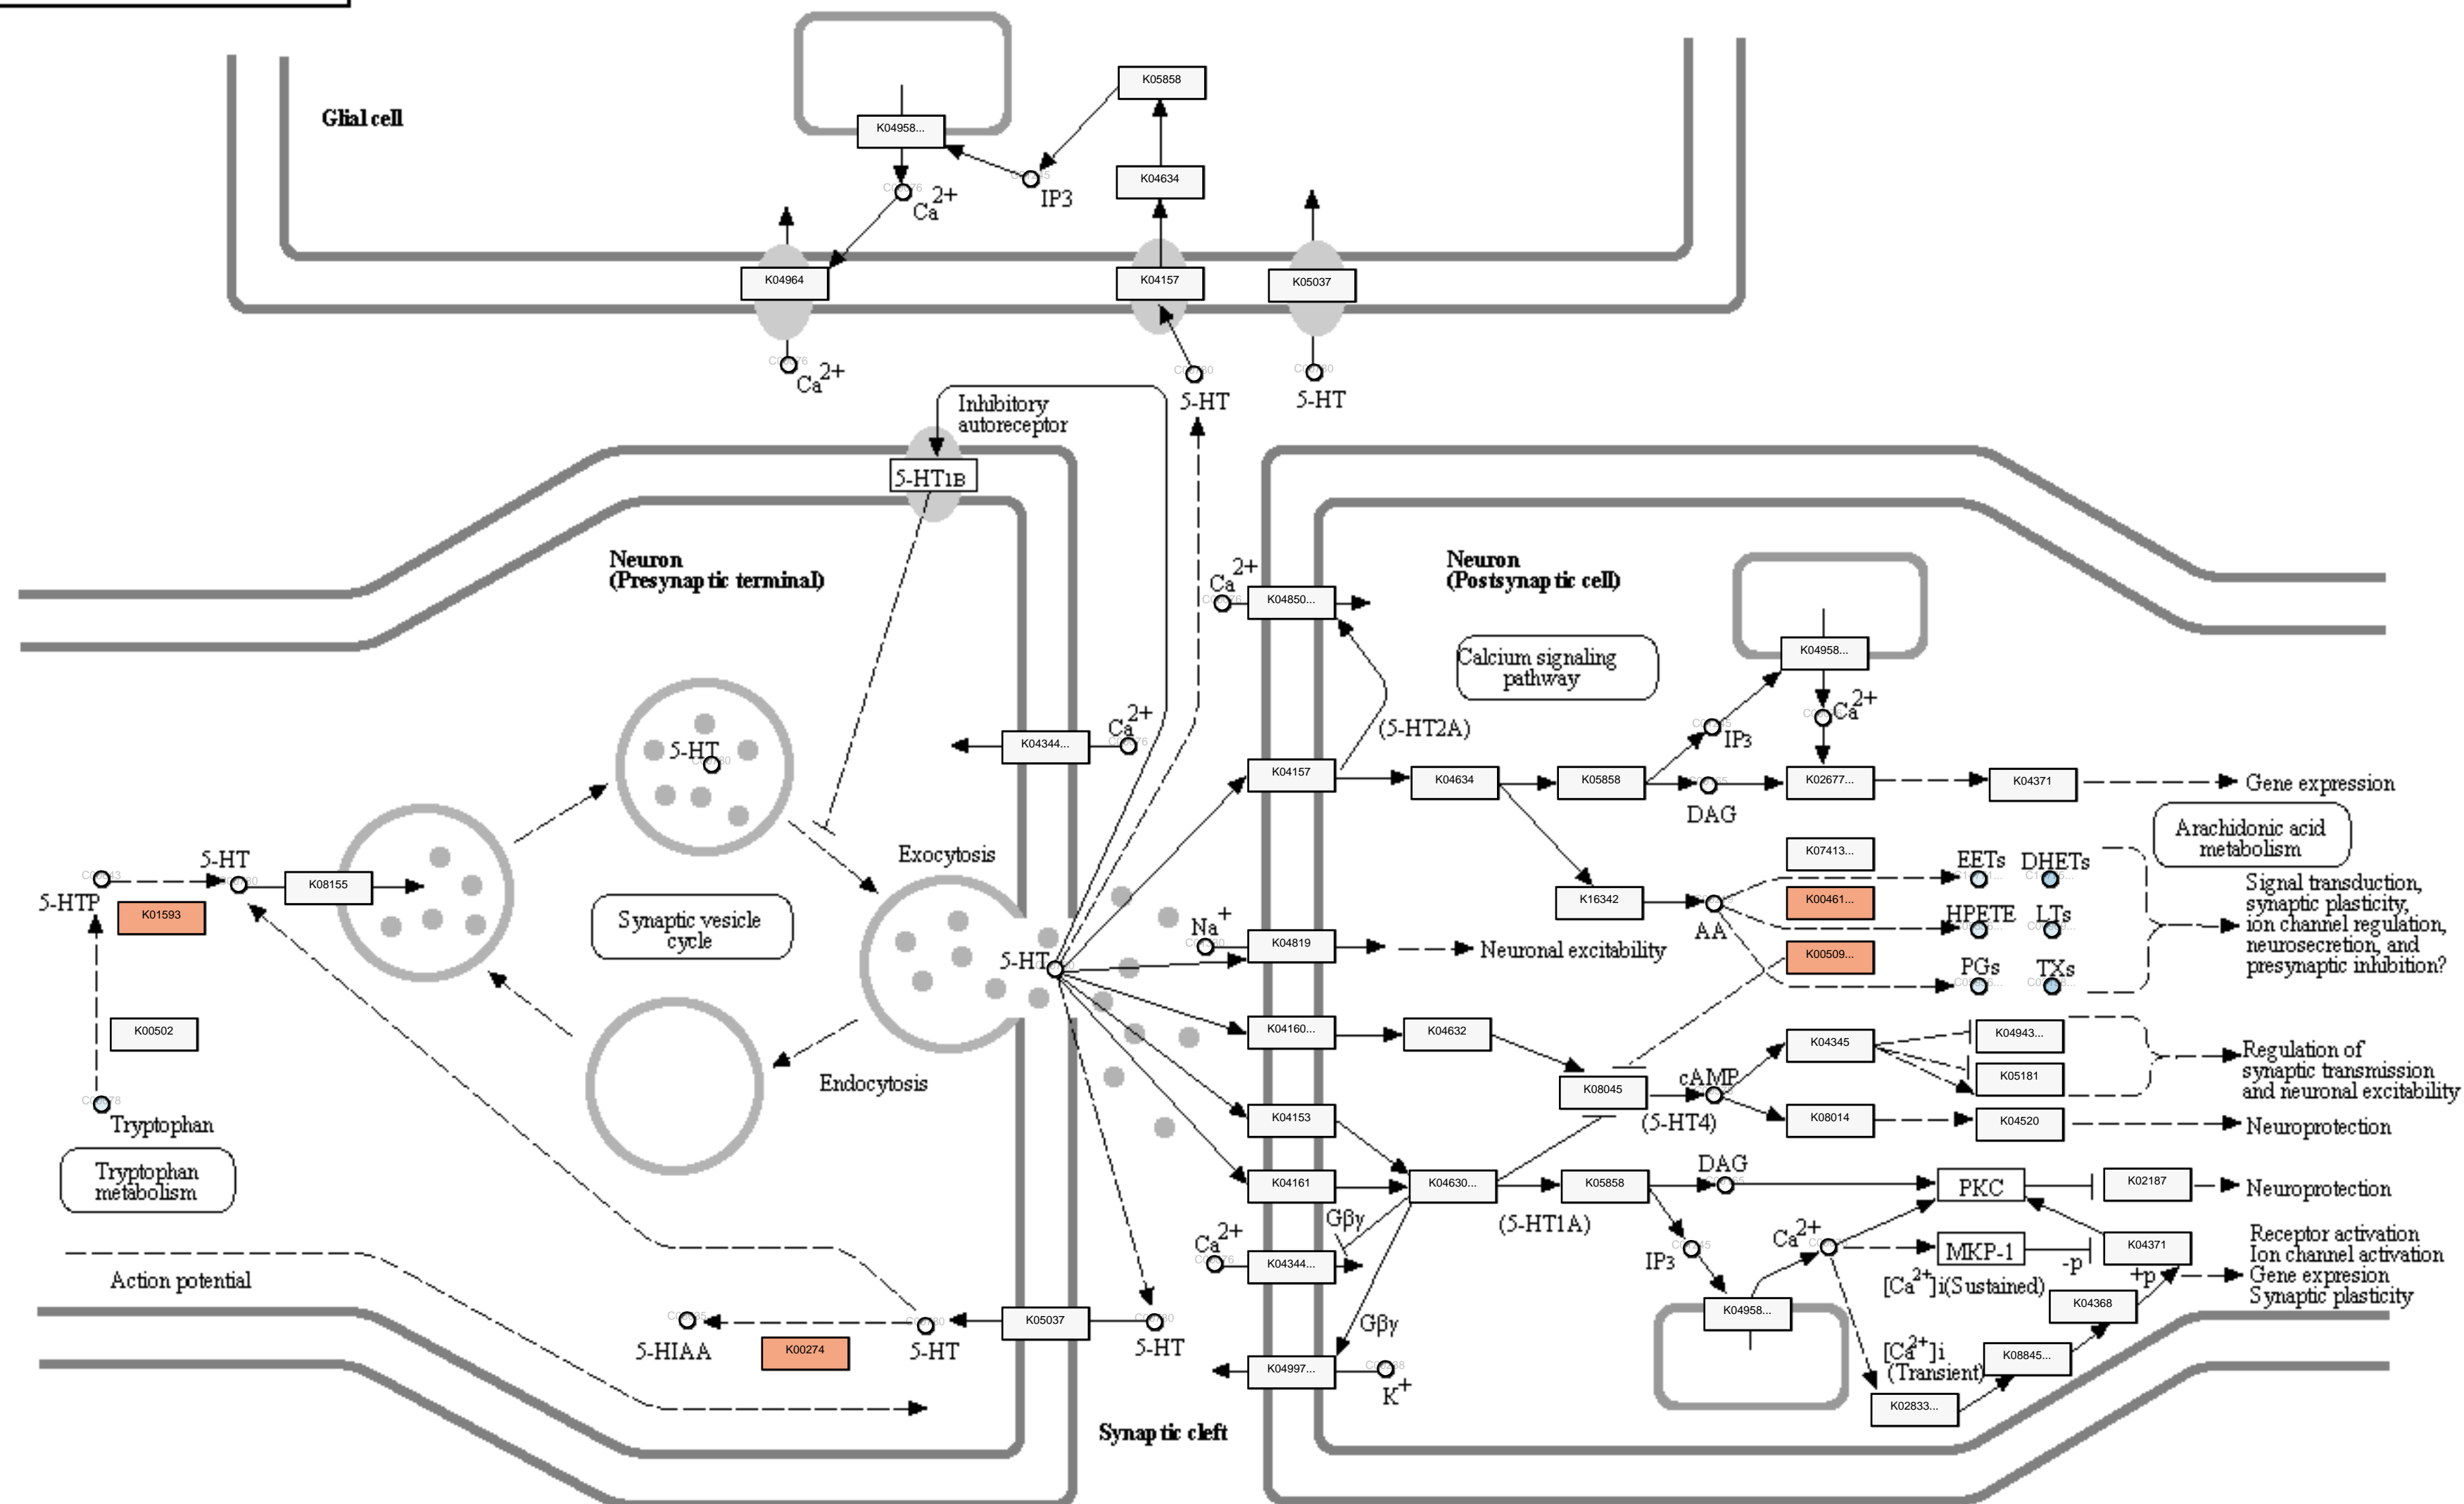 Glial cell
K05858
K04958...
K04634
Ca2+
IP3
K04964
K04157
K05037
Ca2+
5-HT
5-HT
Inhibitory
autoreceptor
5-HT1B
Neuron
(Presynaptic terminal)
Neuron
(Postsynaptic cell)
Ca2+
K04850...
Calcium signaling
pathway
K04958...
(5-HT2A)
Ca2+
IP3
5-HT
K04344...
Ca2+
K04157
K04634
K05858
DAG
K02677...
K04371
Gene expression
Arachidonic acid
metabolism
Exocytosis
K07413...
EETs
DHETs
5-HTP
5-HT
K08155
K01593
K16342
AA
K00461...
HPETE
LTs
K00509...
PGs
TXs
Signal transduction,
synaptic plasticity,
ion channel regulation,
neurosecretion, and
presynaptic inhibition?
Synaptic vesicle
cycle
5-HT
Na+
K04819
Neuronal excitability
K00502
K04160...
K04632
K04345
K04943...
K05181
Regulation of
synaptic transmission
and neuronal excitability
Endocytosis
K08045
cAMP
(5-HT4)
K08014
K04520
Neuroprotection
Tryptophan
Tryptophan
metabolism
K04153
K04161
K04630...
K05858
(5-HT1A)
DAG
PKC
K02187
Neuroprotection
Gβγ
Ca2+
K04344...
IP3
Ca2+
MKP-1
-p
K04371
+p
Receptor activation
Ion channel activation
Gene expresion
Synaptic plasticity
[Ca2+]i(Sustained)
K04368
K04958...
Action potential
5-HIAA
K00274
5-HT
K05037
5-HT
Gβγ
K04997...
K+
[Ca2+]i
(Transient)
K08845...
K02833...
Synaptic cleft